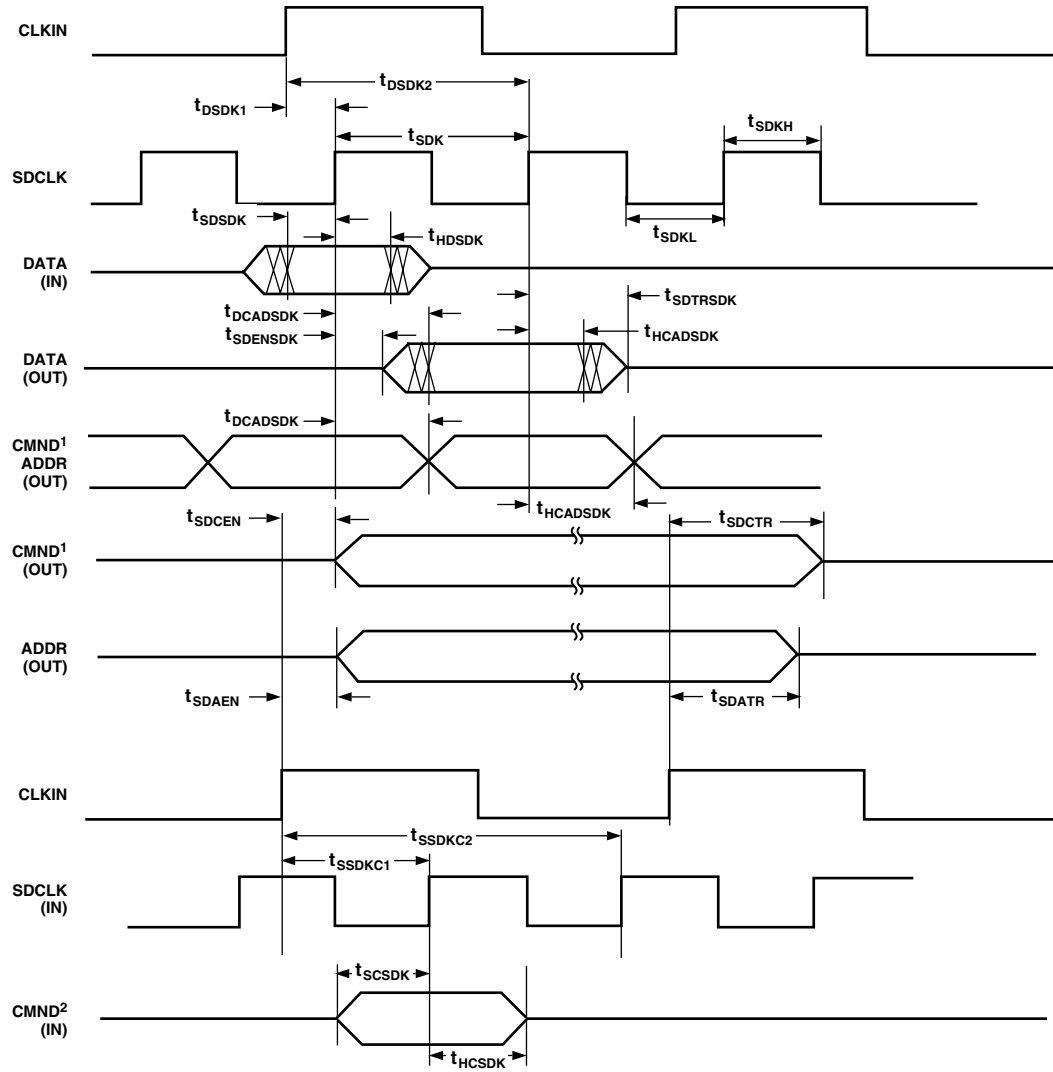 CLKIN
tDSDK2
tDSDK1
tSDK
tSDKH
SDCLK
tSDSDK
tHDSDK
tSDKL
DATA
(IN)
tSDTRSDK
tDCADSDK
tSDENSDK
tHCADSDK
DATA
(OUT)
tDCADSDK
CMND1
ADDR
(OUT)
tHCADSDK
tSDCEN
tSDCTR
CMND1
(OUT)
ADDR
(OUT)
tSDAEN
tSDATR
CLKIN
tSSDKC2
tSSDKC1
SDCLK
(IN)
tSCSDK
CMND2
(IN)
tHCSDK